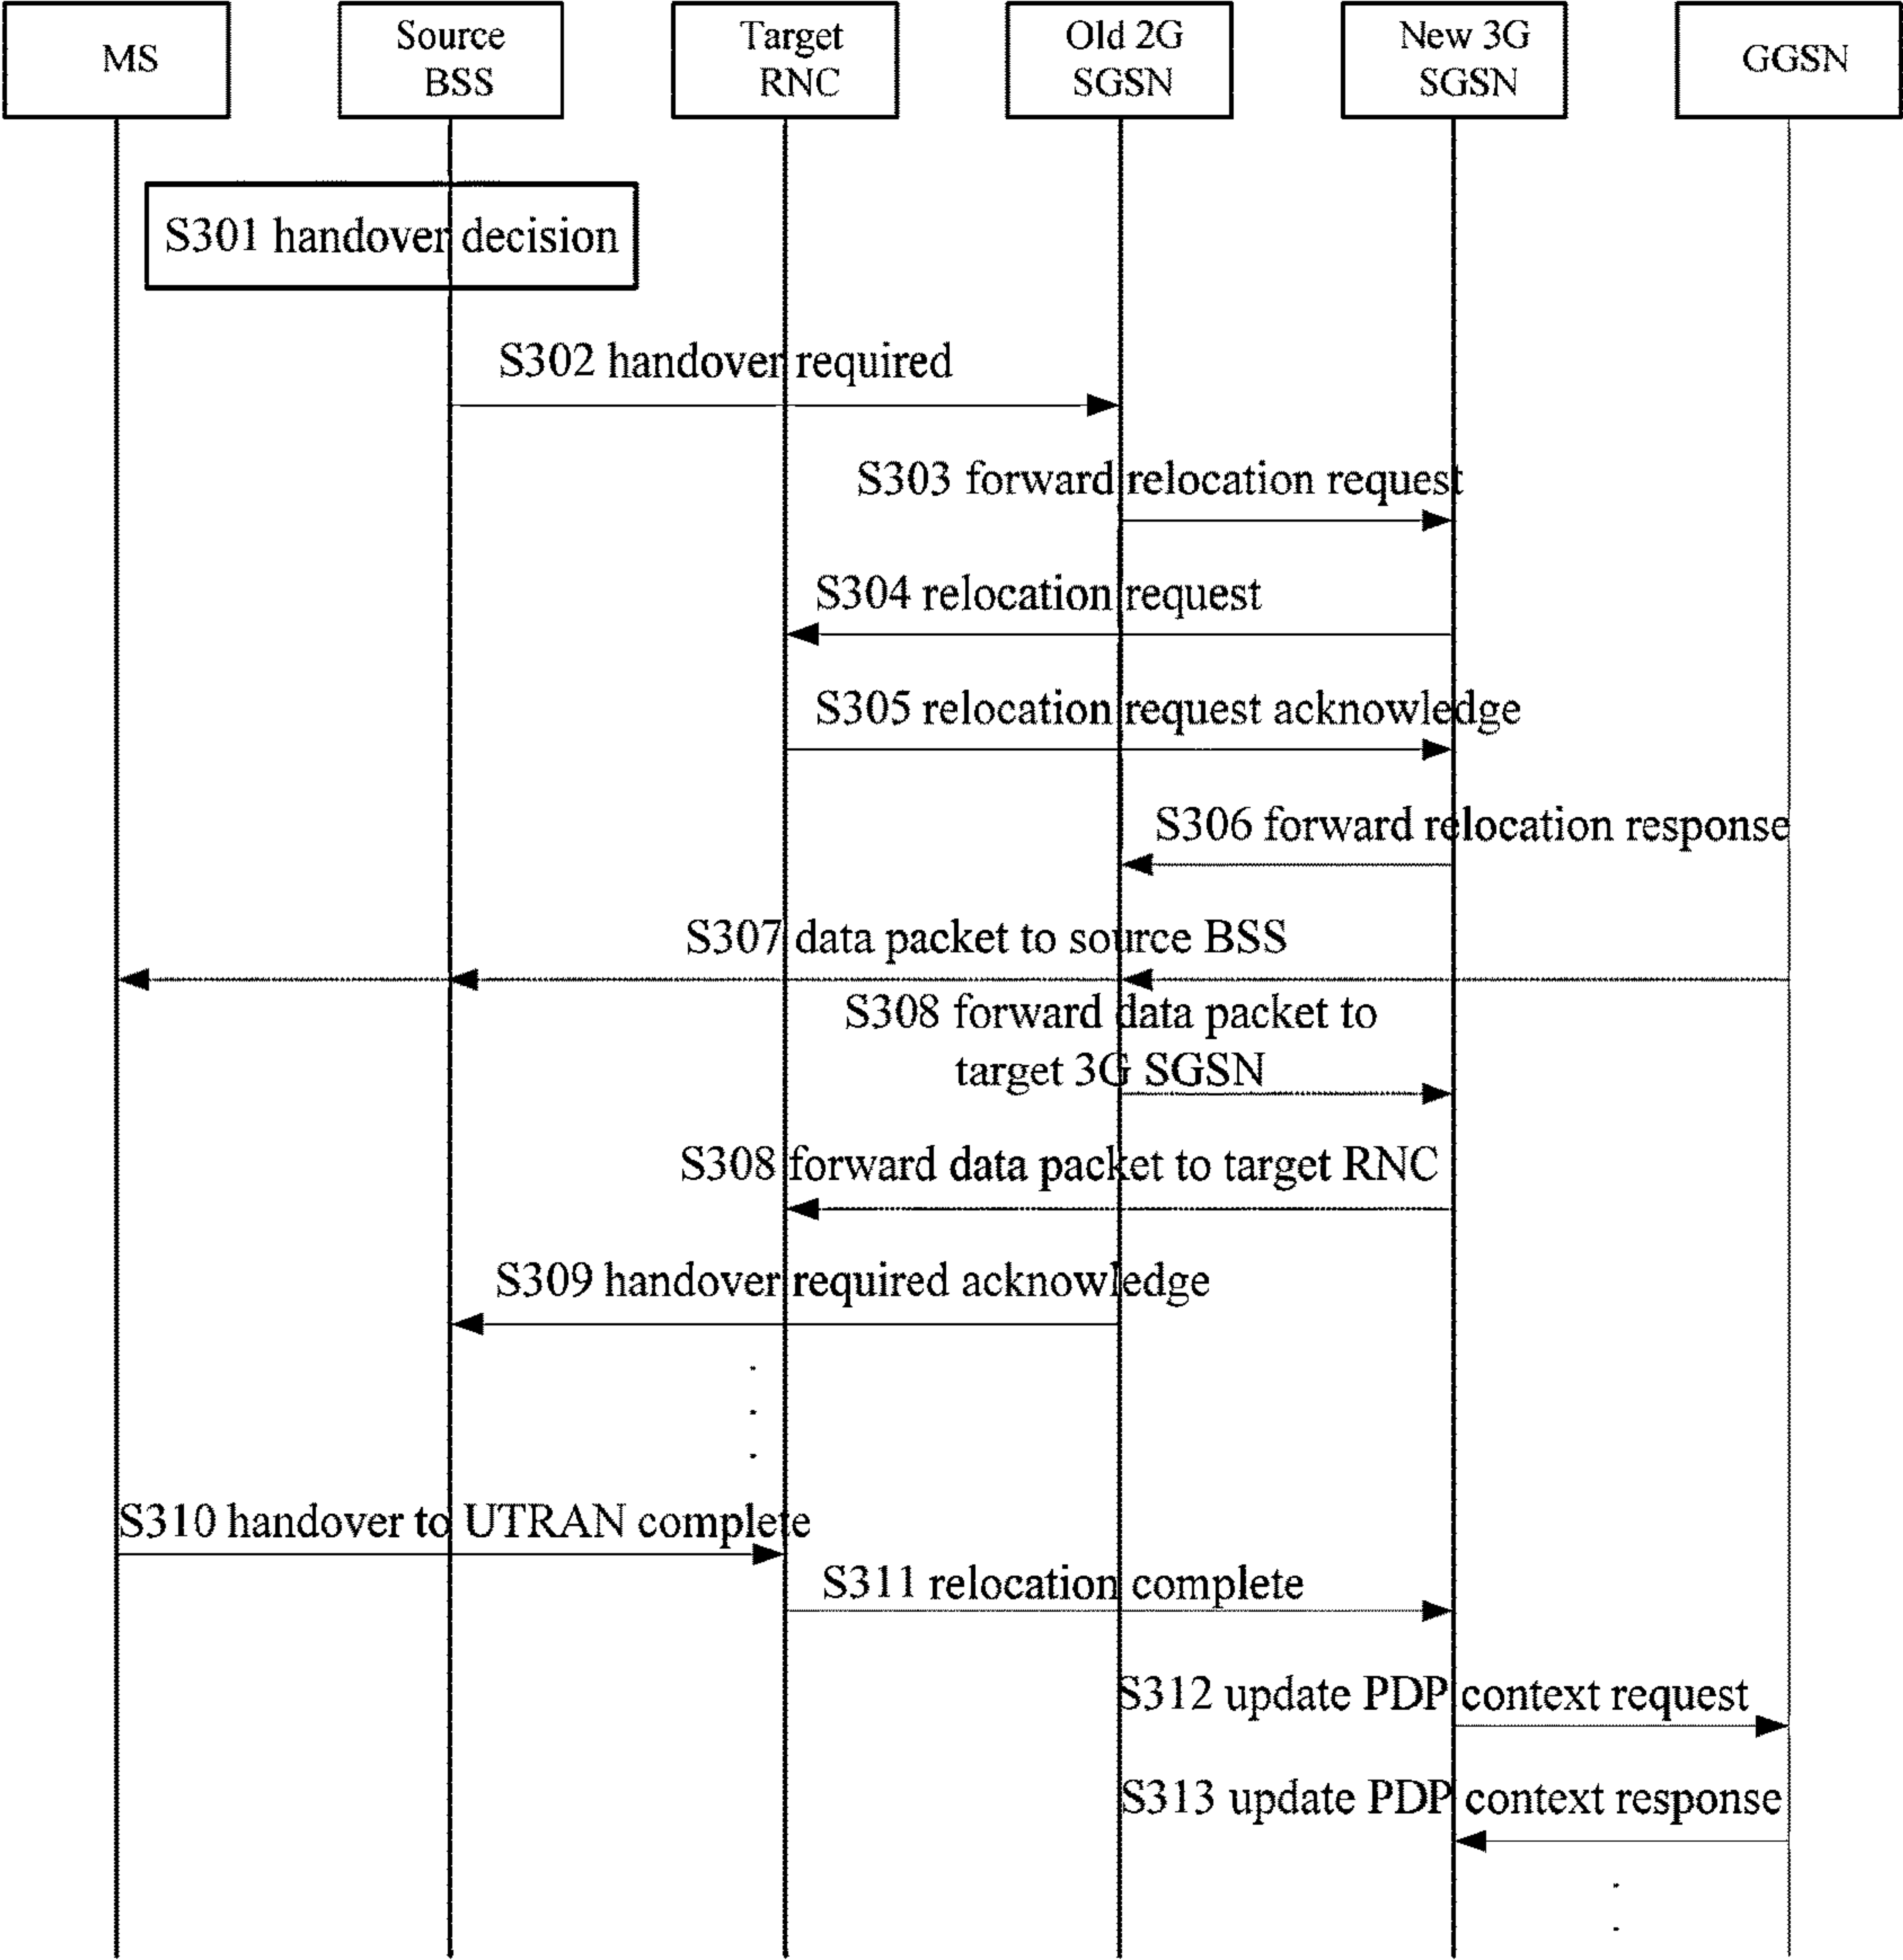 MS
Source
BSS
Target
RNC
Old 2G
SGSN
New 3G
SGSN
GGSN
S301 handover decision
S302 handover required
S303 forward relocation request
S304 relocation request
S305 relocation request acknowledge
S306 forward relocation response
S307 data packet to source BSS
S308 forward data packet to
target 3G SGSN
S308 forward data packet to target RNC
S309 handover required acknowledge
S310 handover to UTRAN complete
S311 relocation complete
S312 update PDP context request
S313 update PDP context response